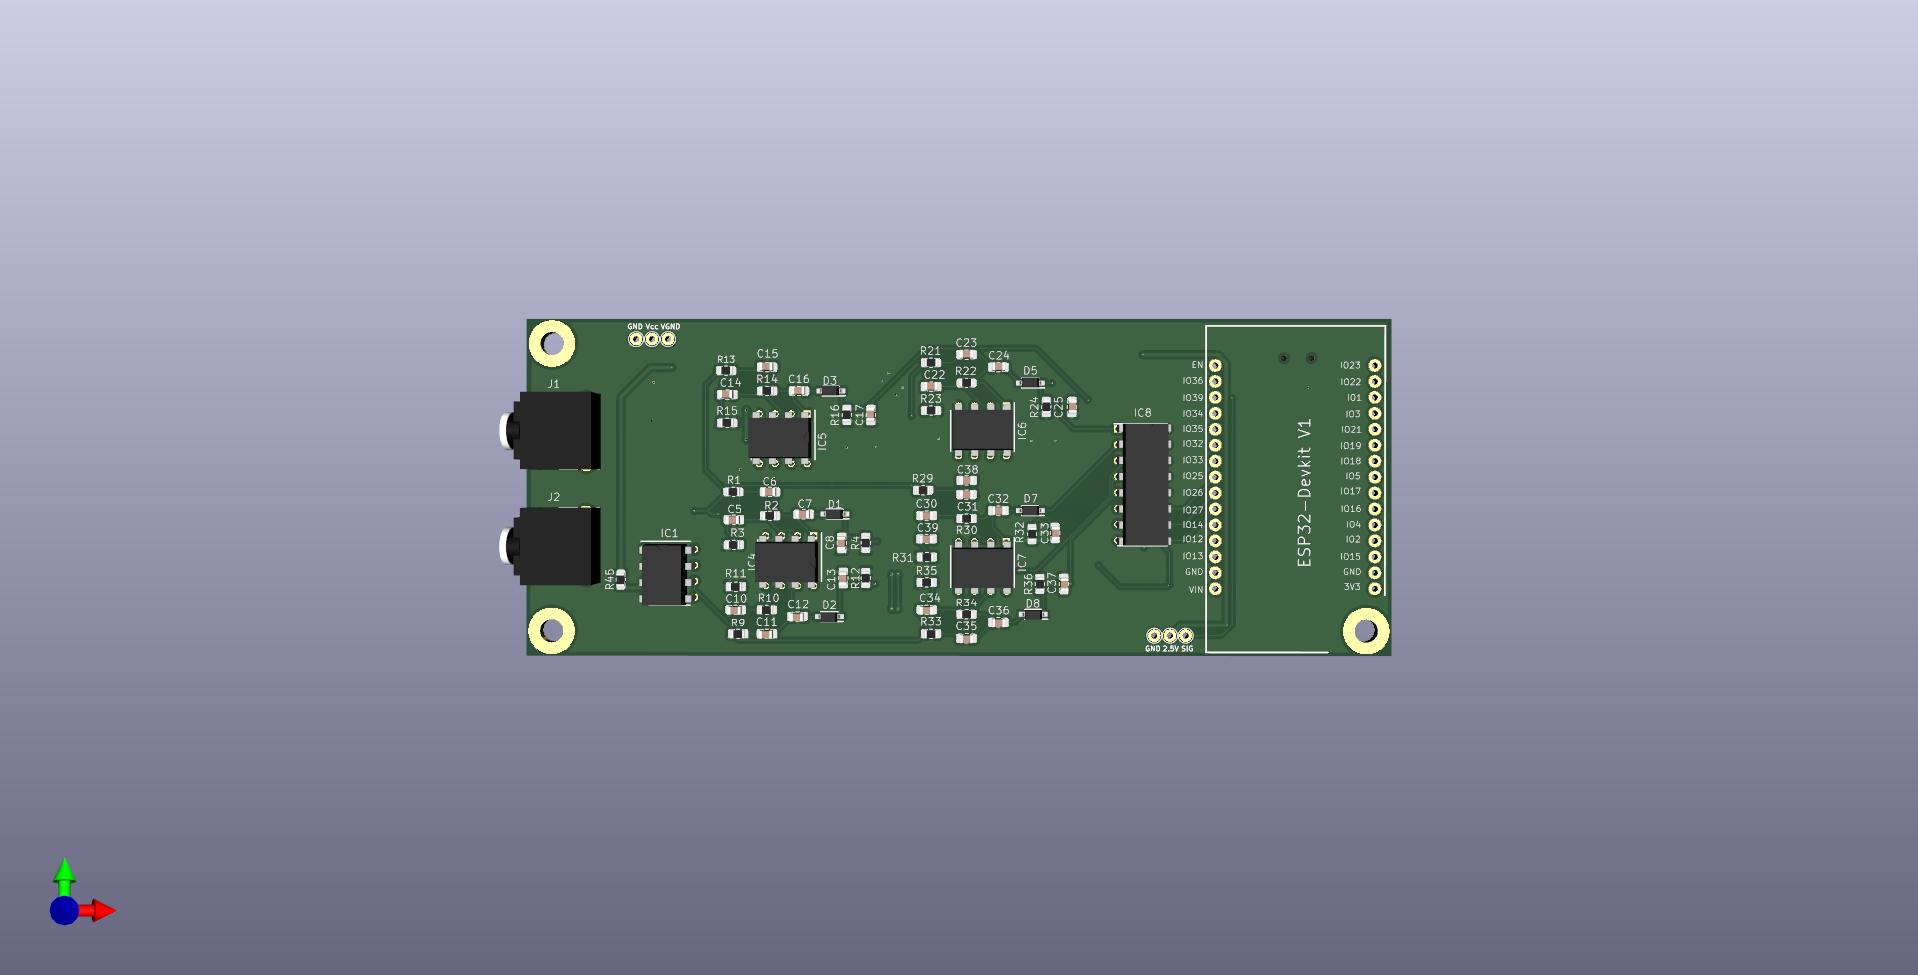 GND Vcc VGND
J1
J2
R45
IC1
R13
C15
C14
R14
C16
D3
R15
R16
C17
IC5
R1
C6
C5
R2
C7
D1
R3
C8
R4
IC4
R11
C13
R12
C10
R10
C12
D2
R9
C11
R21
C23
C24
C22
R22
D5
R23
R24
C25
IC6
R29
C38
C30
C31
C32
D7
C39
R30
R32
C33
R31
IC7
R35
R36
C37
C34
R34
C36
D8
R33
C35
IC8
EN
IO36
IO39
IO34
IO35
IO32
IO33
IO25
IO26
IO27
IO14
IO12
IO13
GND
VIN
GND 2.5V SIG
ESP32-Devkit V1
IO23
IO22
IO1
IO3
IO21
IO19
IO18
IO5
IO17
IO16
IO4
IO2
IO15
GND
3V3